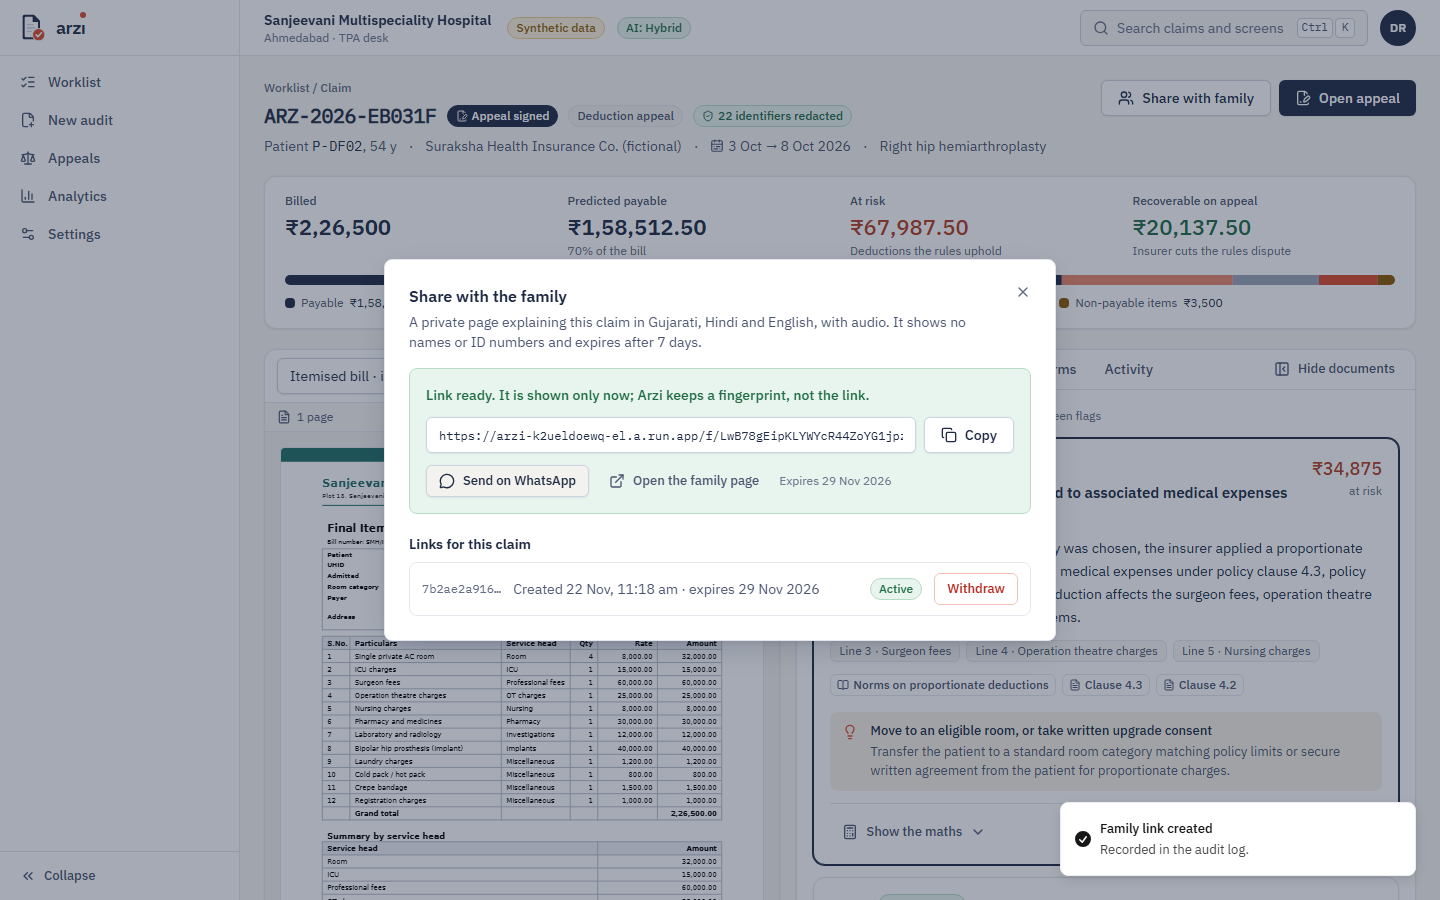 arzi
Sanjeevani Multispeciality Hospital
Ahmedabad · TPA desk
Synthetic data
AI: Hybrid
Search claims and screens
Ctrl K
DR
Worklist
New audit
Appeals
Analytics
Settings
Collapse
Worklist / Claim
ARZ-2026-EB031F
Appeal signed
Deduction appeal
22 identifiers redacted
Share with family
Open appeal
Patient P-DF02, 54 y · Suraksha Health Insurance Co. (fictional) · 3 Oct → 8 Oct 2026 · Right hip hemiarthroplasty
Billed
₹2,26,500
Predicted payable
₹1,58,512.50
70% of the bill
At risk
₹67,987.50
Deductions the rules uphold
Recoverable on appeal
₹20,137.50
Insurer cuts the rules dispute
Payable ₹1,58,
Non-payable items ₹3,500
Share with the family
A private page explaining this claim in Gujarati, Hindi and English, with audio. It shows no
names or ID numbers and expires after 7 days.
Link ready. It is shown only now; Arzi keeps a fingerprint, not the link.
https://arzi-k2ueldoewq-el.a.run.app/f/LwB78gEipKLYWYcR44ZoYG1jp
Copy
Send on WhatsApp
Open the family page
Expires 29 Nov 2026
Links for this claim
7b2ae2a916… Created 22 Nov, 11:18 am · expires 29 Nov 2026
Active
Withdraw
Itemised bill · i
1 page
Sanjeevan
Plot 18, Sanjeevani
Final Item
Bill number: SMH/
Patient
UHID
Admitted
Room category
Payer
Address
S.No. Particulars Service head Qty Rate Amount
1 Single private AC room Room 4 8,000.00 32,000.00
2 ICU charges ICU 1 15,000.00 15,000.00
3 Surgeon fees Professional fees 1 60,000.00 60,000.00
4 Operation theatre charges OT charges 1 25,000.00 25,000.00
5 Nursing charges Nursing 1 8,000.00 8,000.00
6 Pharmacy and medicines Pharmacy 1 30,000.00 30,000.00
7 Laboratory and radiology Investigations 1 12,000.00 12,000.00
8 Bipolar hip prosthesis (implant) Implants 1 40,000.00 40,000.00
9 Laundry charges Miscellaneous 1 1,200.00 1,200.00
10 Cold pack / hot pack Miscellaneous 1 800.00 800.00
11 Crepe bandage Miscellaneous 1 1,500.00 1,500.00
12 Registration charges Miscellaneous 1 1,000.00 1,000.00
Grand total 2,26,500.00
Summary by service head
Service head Amount
Room 32,000.00
ICU 15,000.00
Professional fees 60,000.00
rms
Activity
Hide documents
een flags
₹34,875
at risk
d to associated medical expenses
y was chosen, the insurer applied a proportionate
medical expenses under policy clause 4.3, policy
duction affects the surgeon fees, operation theatre
ems.
Line 3 · Surgeon fees
Line 4 · Operation theatre charges
Line 5 · Nursing charges
Norms on proportionate deductions
Clause 4.3
Clause 4.2
Move to an eligible room, or take written upgrade consent
Transfer the patient to a standard room category matching policy limits or secure
written agreement from the patient for proportionate charges.
Show the maths
Family link created
Recorded in the audit log.